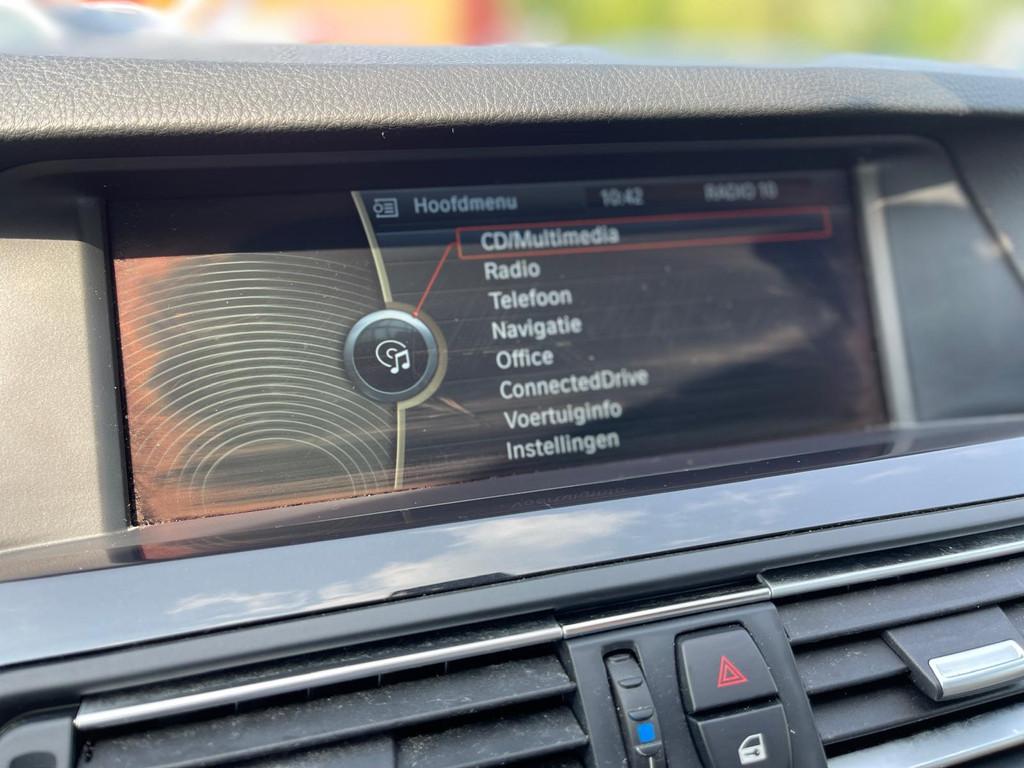 Hoofdmenu 10:42 RADIO 10
CD/Multimedia
Radio
Telefoon
Navigatie
Office
ConnectedDrive
Voertuiginfo
Instellingen